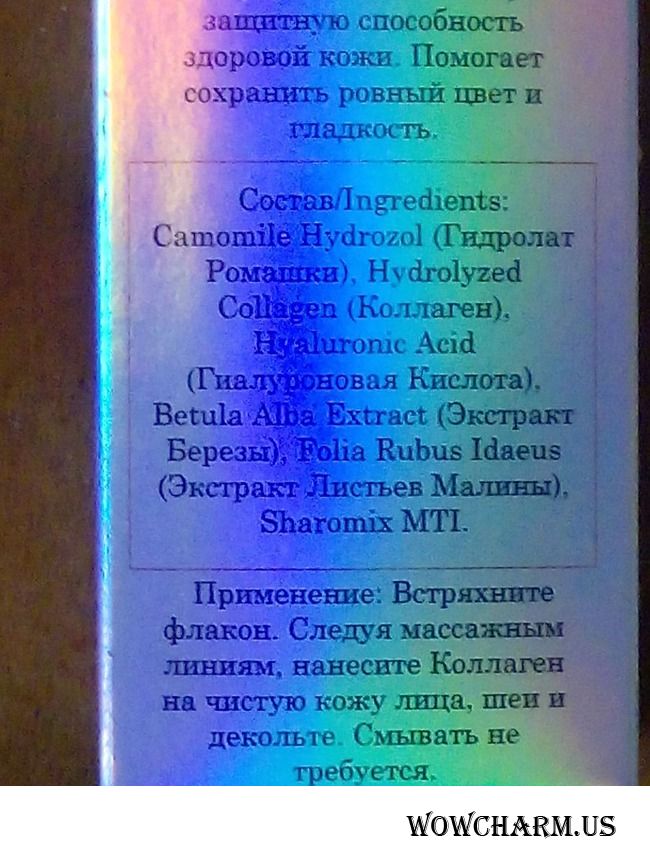 защитную способность
здоровой кожи. Помогает
сохранить ровный цвет и
гладкость.
Состав/Ingredients:
Camomile Hydrozol (Гидролат
Ромашки), Hydrolyzed
Collagen (Коллаген),
Hyaluronic Acid
(Гиалуроновая Кислота),
Betula Alba Extract (Экстракт
Березы), Folia Rubus Idaeus
(Экстракт Листьев Малины),
Sharomix MTI.
Применение: Встряхните
флакон. Следуя массажным
линиям, нанесите Коллаген
на чистую кожу лица, шеи и
декольте. Смывать не
требуется.
WOWCHARM.US